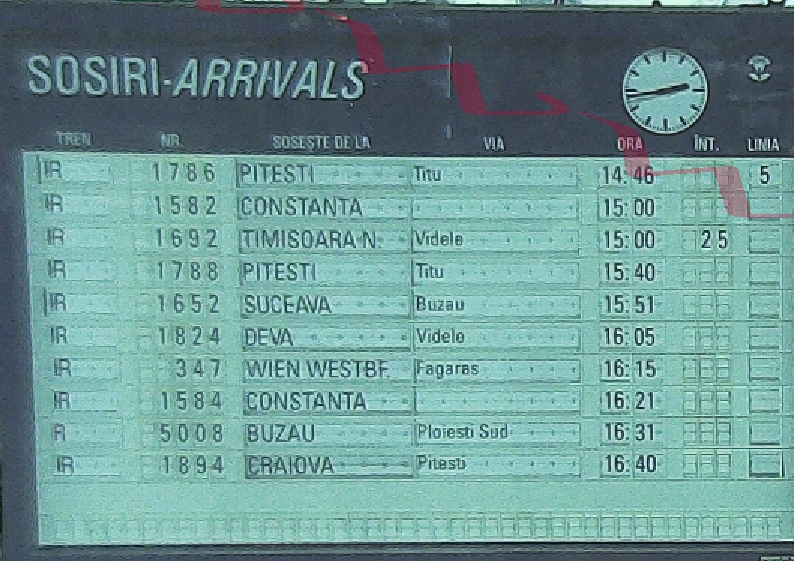 SOSIRI-ARRIVALS
TREN NR. SOSEȘTE DE LA VIA ORA ÎNT. LINIA
IR 1786 PITESTI Titu 14:46 5
IR 1582 CONSTANTA 15:00
IR 1692 TIMISOARA N. Videle 15:00 25
IR 1788 PITESTI Titu 15:40
IR 1652 SUCEAVA Buzau 15:51
IR 1824 DEVA Videle 16:05
IR 347 WIEN WESTBF. Fagaras 16:15
IR 1584 CONSTANTA 16:21
R 5008 BUZAU Ploiesti Sud 16:31
IR 1894 CRAIOVA Pitesti 16:40